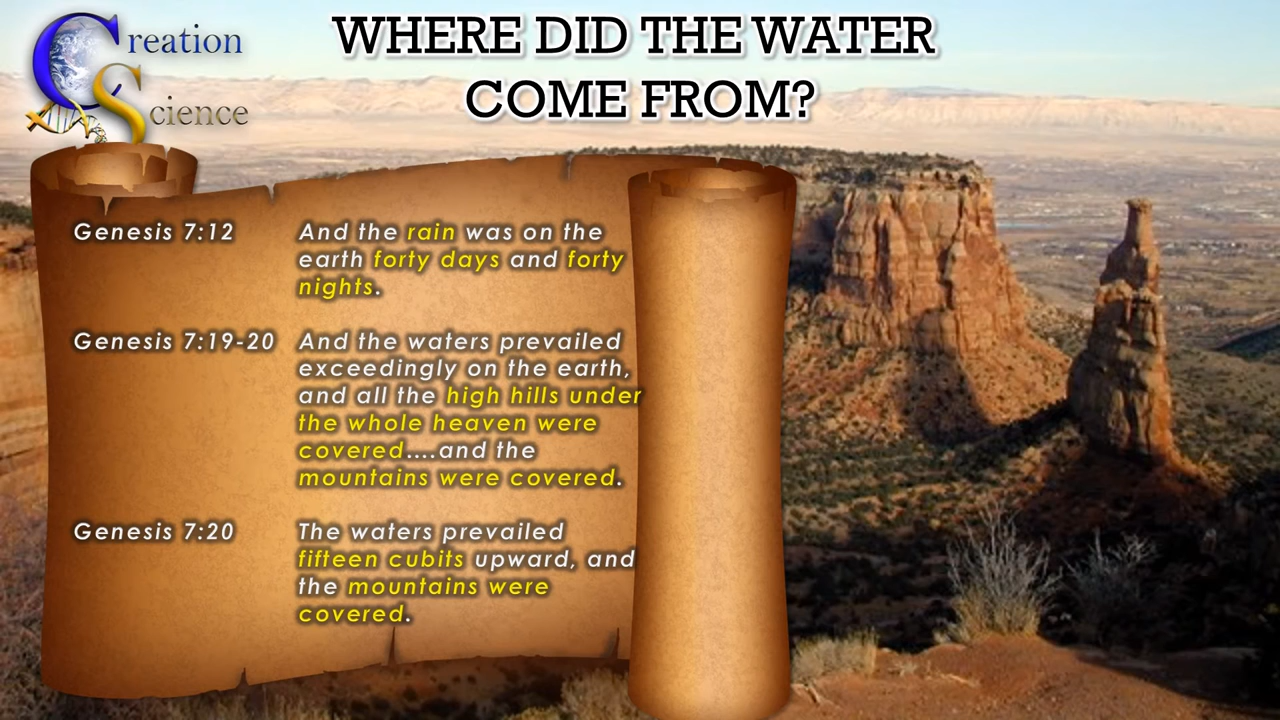 Creation
Science
WHERE DID THE WATER
COME FROM?
Genesis 7:12
And the rain was on the
earth forty days and forty
nights.
Genesis 7:19-20
And the waters prevailed
exceedingly on the earth,
and all the high hills under
the whole heaven were
covered....and the
mountains were covered.
Genesis 7:20
The waters prevailed
fifteen cubits upward, and
the mountains were
covered.